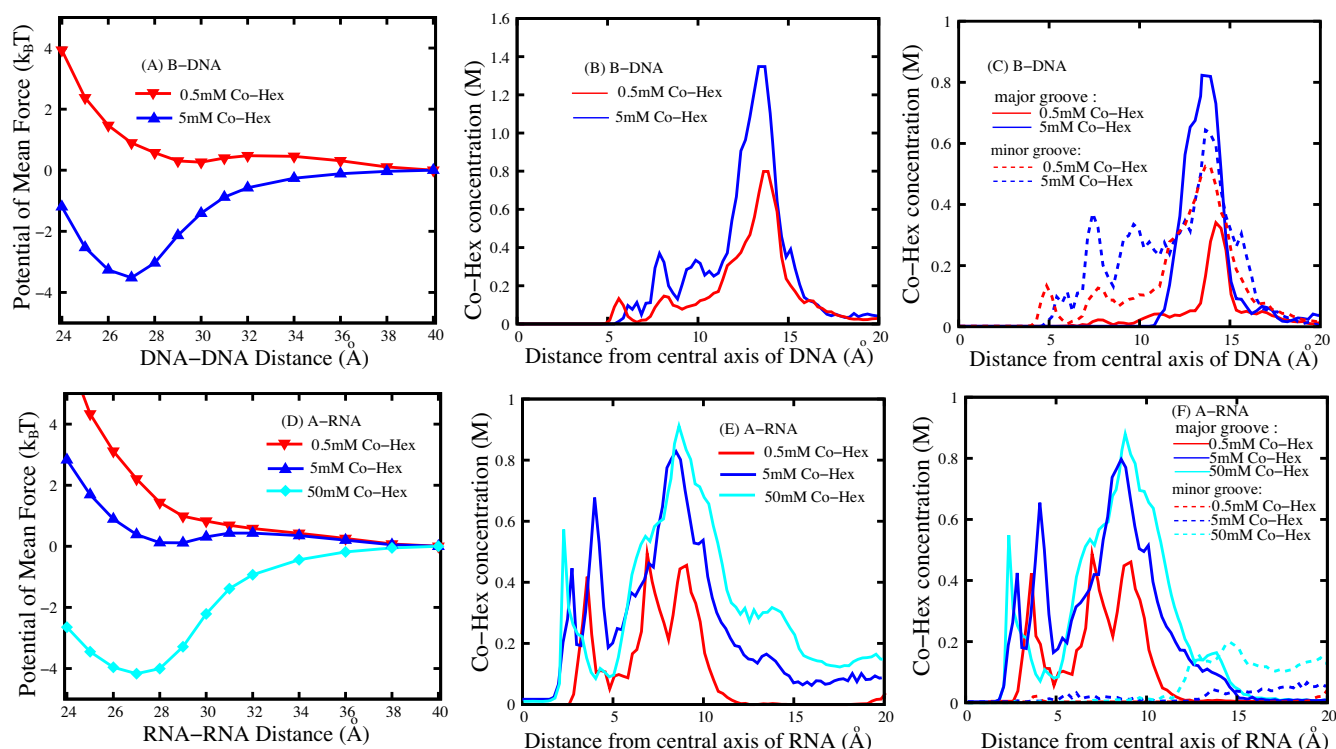 Potential of Mean Force (kBT)
4
2
0
−2
−4
(A) B−DNA
0.5mM Co−Hex
5mM Co−Hex
24 26 28 30 32 34 36 38 40
DNA−DNA Distance (Å)
Co−Hex concentration (M)
1.6
1.4
1.2
1.0
0.8
0.6
0.4
0.2
0
(B) B−DNA
0.5mM Co−Hex
5mM Co−Hex
0 5 10 15 20
Distance from central axis of DNA (Å)
Co−Hex concentration (M)
1
0.8
0.6
0.4
0.2
0
(C) B−DNA
major groove :
0.5mM Co−Hex
5mM Co−Hex
minor groove:
0.5mM Co−Hex
5mM Co−Hex
0 5 10 15 20
Distance from central axis of DNA (Å)
Potential of Mean Force (kBT)
4
2
0
−2
−4
(D) A−RNA
0.5mM Co−Hex
5mM Co−Hex
50mM Co−Hex
24 26 28 30 32 34 36 38 40
RNA−RNA Distance (Å)
Co−Hex concentration (M)
1
0.8
0.6
0.4
0.2
0
(E) A−RNA
0.5mM Co−Hex
5mM Co−Hex
50mM Co−Hex
0 5 10 15 20
Distance from central axis of RNA (Å)
Co−Hex concentration (M)
1
0.8
0.6
0.4
0.2
0
(F) A−RNA
major groove :
0.5mM Co−Hex
5mM Co−Hex
50mM Co−Hex
minor groove:
0.5mM Co−Hex
5mM Co−Hex
50mM Co−Hex
0 5 10 15 20
Distance from central axis of RNA (Å)